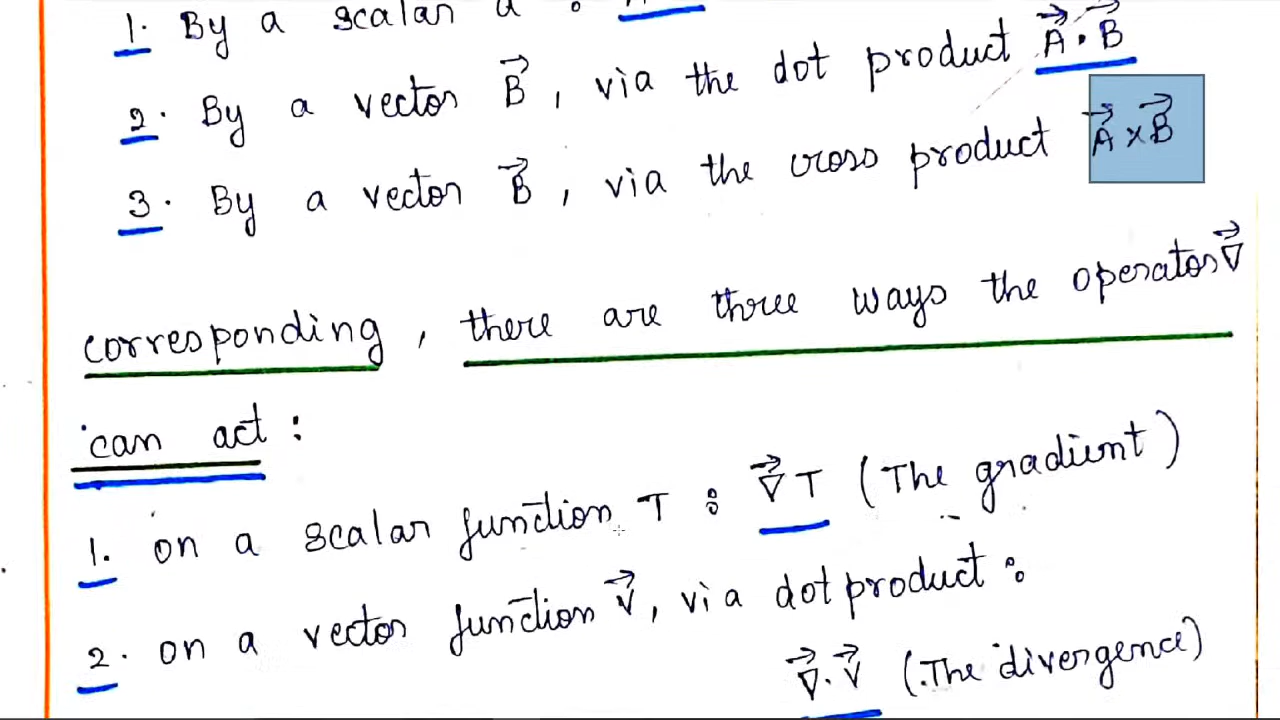 1. By a scalar a :
2. By a vector B⃗, via the dot product A⃗·B⃗
3. By a vector B⃗, via the cross product A⃗×B⃗
corresponding, there are three ways the operator ∇⃗
can act :
1. on a scalar function T : ∇⃗T (The gradient)
2. on a vector function V⃗, via dot product :
∇⃗·V⃗ (The divergence)